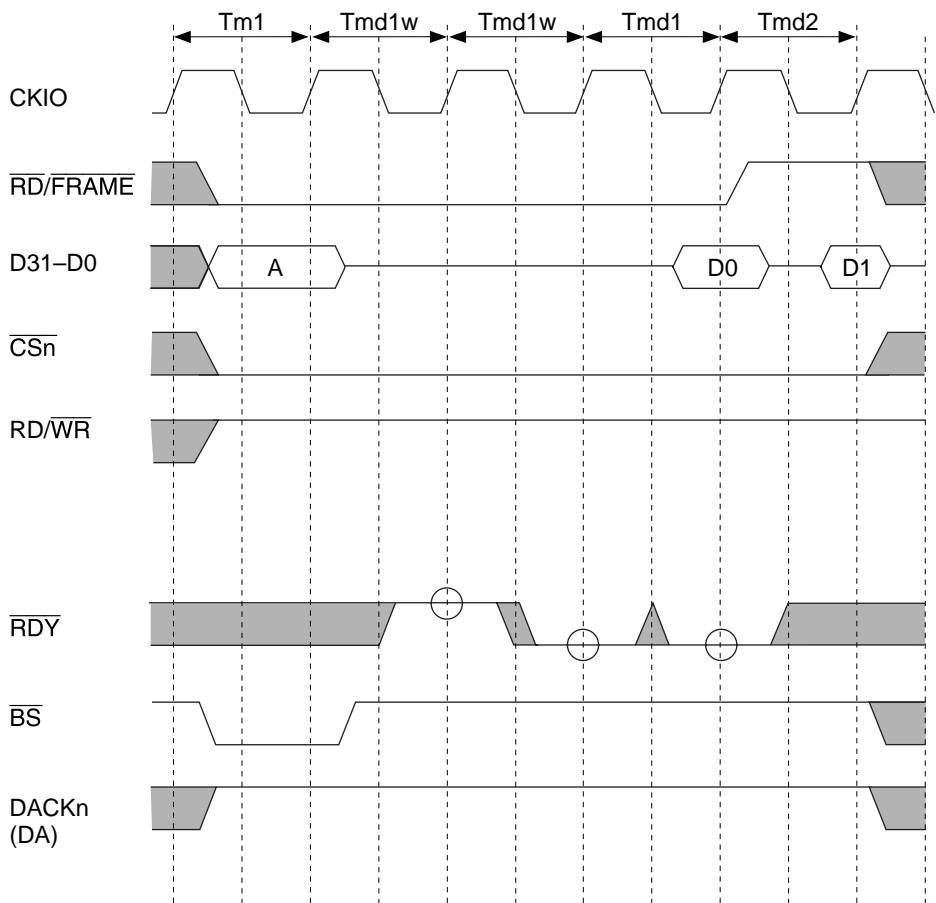 Tm1 Tmd1w Tmd1w Tmd1 Tmd2
CKIO
RD/FRAME
D31–D0 A D0 D1
CSn
RD/WR
RDY
BS
DACKn
(DA)